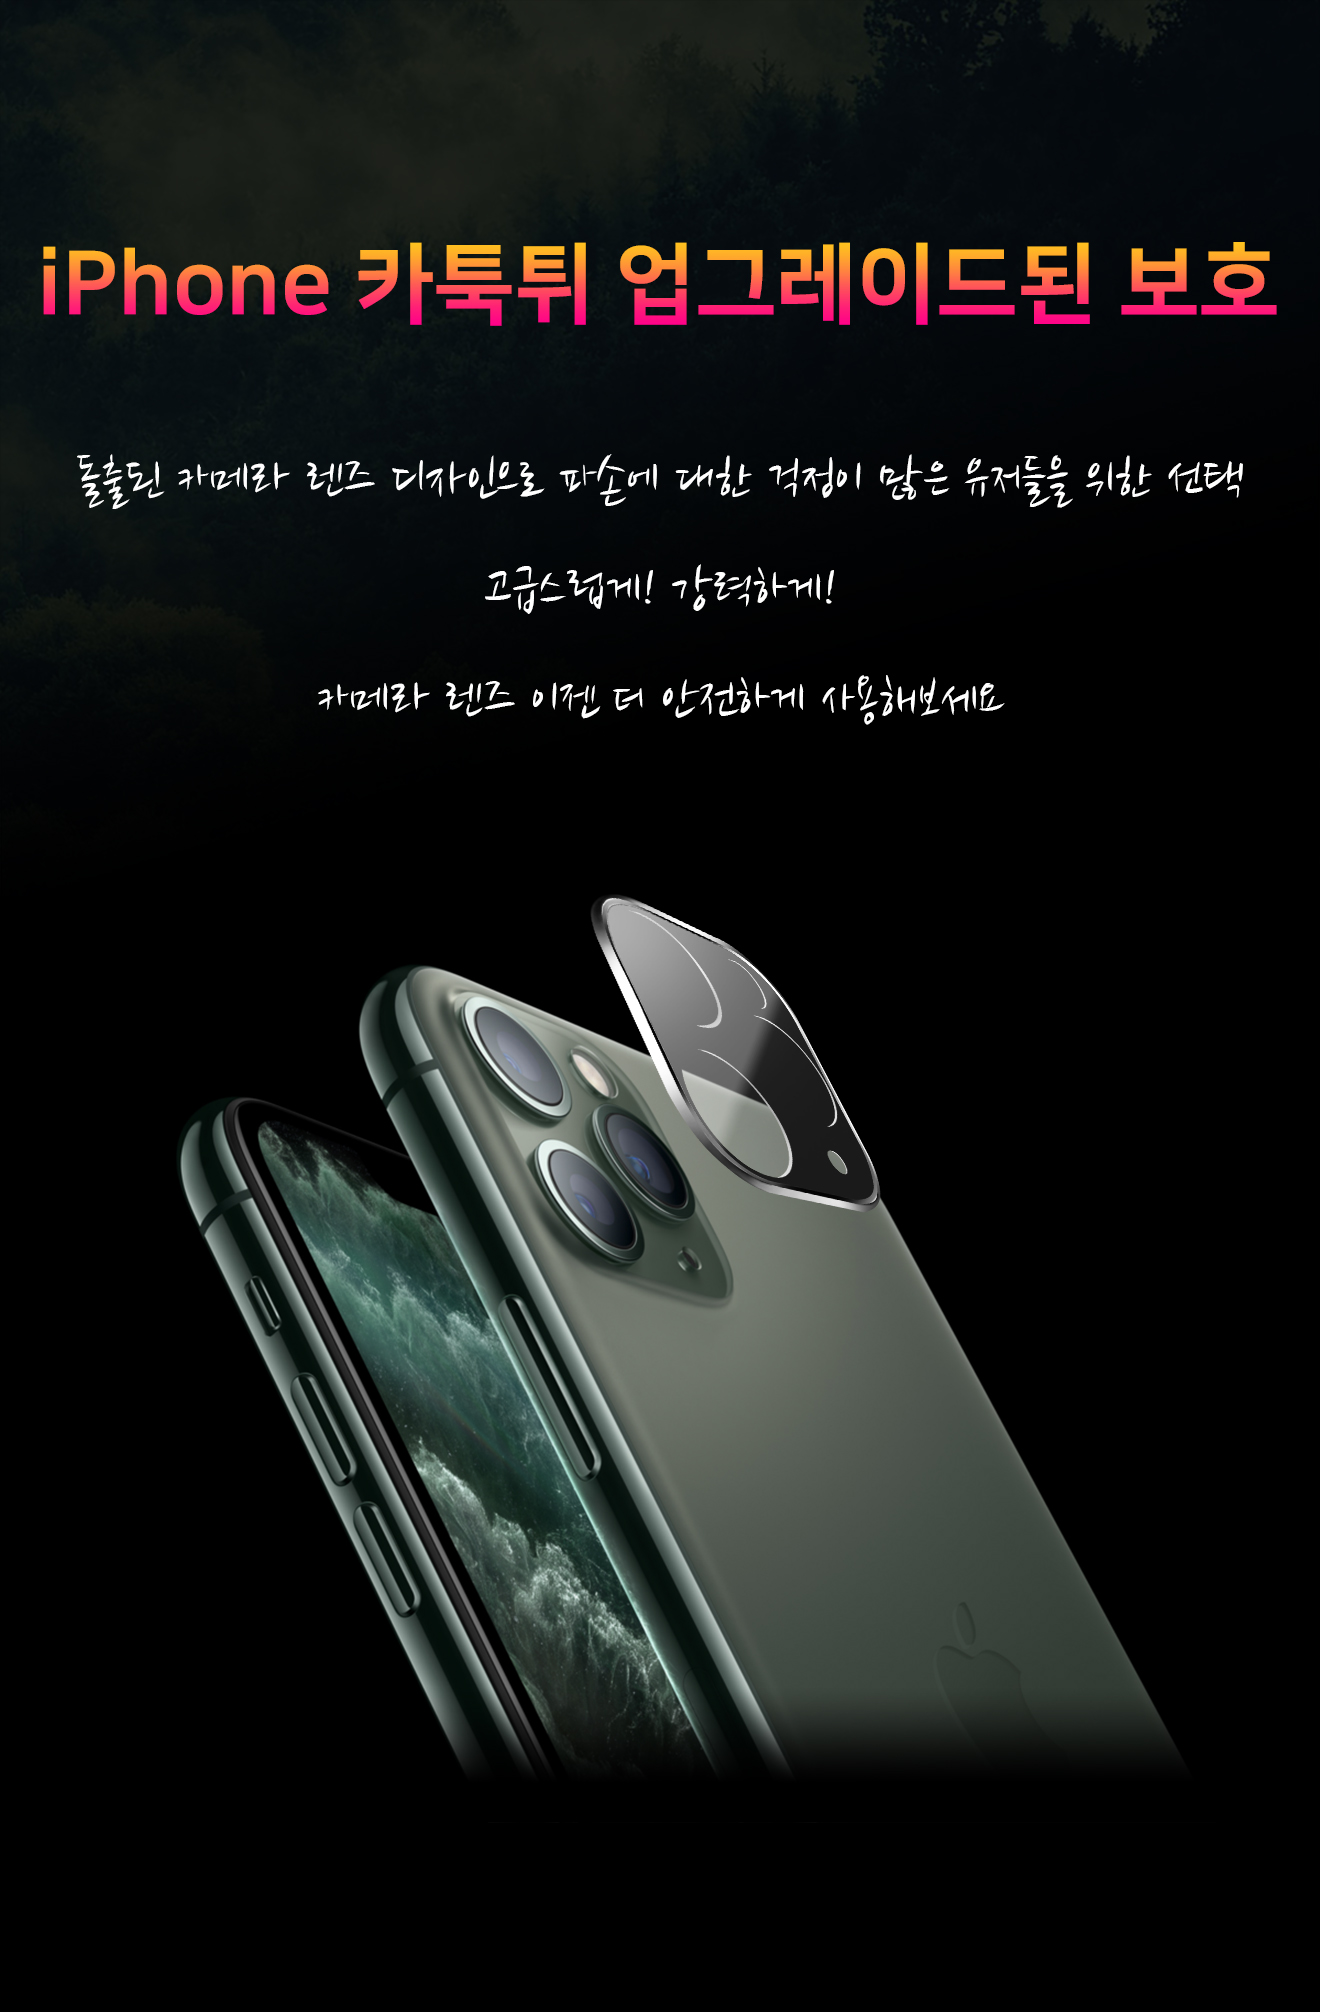 iPhone 카툭튀 업그레이드된 보호
돌출된 카메라 렌즈 디자인으로 파손에 대한 걱정이 많은 유저들을 위한 선택
고급스럽게! 강력하게!
카메라 렌즈 이젠 더 안전하게 사용해보세요